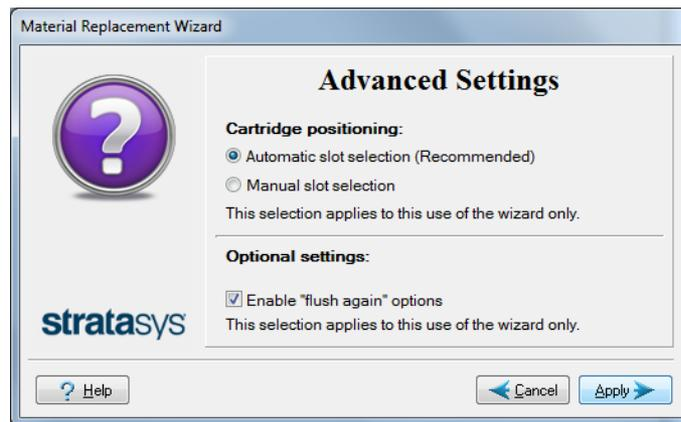 Material Replacement Wizard
Advanced Settings
Cartridge positioning:
Automatic slot selection (Recommended)
Manual slot selection
This selection applies to this use of the wizard only.
Optional settings:
Enable "flush again" options
This selection applies to this use of the wizard only.
stratasys
? Help
Cancel
Apply